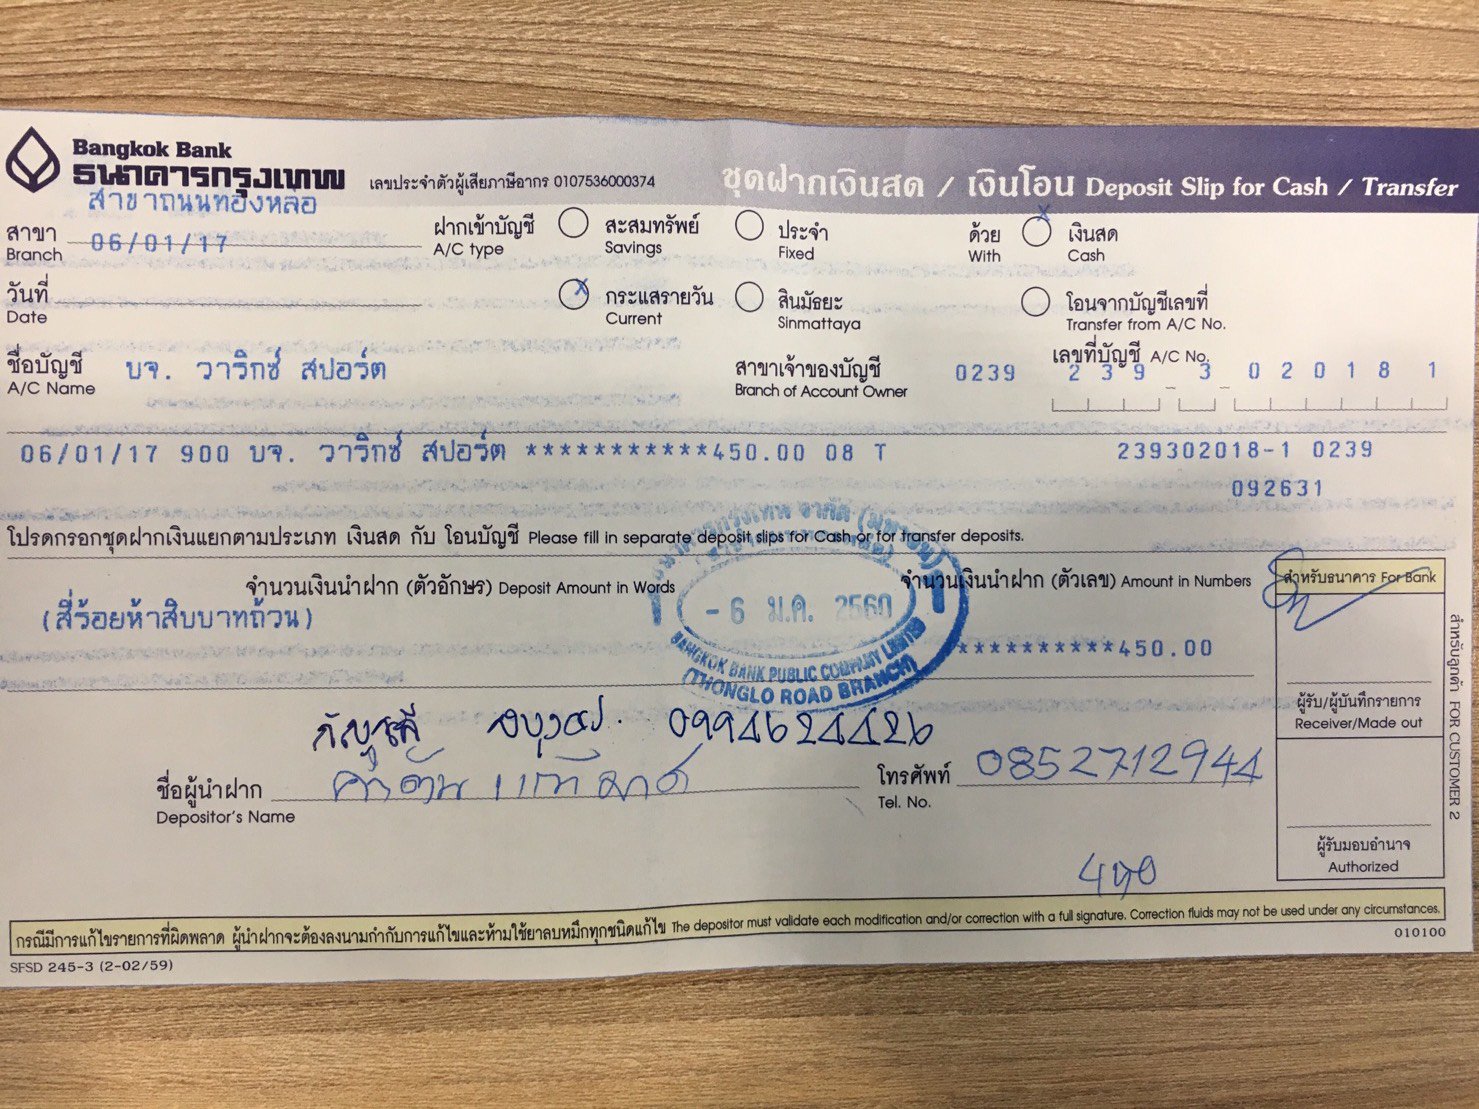 Bangkok Bank
ธนาคารกรุงเทพ
เลขประจำตัวผู้เสียภาษีอากร 0107536000374
ชุดฝากเงินสด / เงินโอน Deposit Slip for Cash / Transfer
สาขาถนนทองหล่อ
สาขา 06/01/17 ฝากเข้าบัญชี สะสมทรัพย์ ประจำ ด้วย X เงินสด
Branch A/C type Savings Fixed With Cash
วันที่ X กระแสรายวัน สินมัธยะ โอนจากบัญชีเลขที่
Date Current Sinmattaya Transfer from A/C No.
ชื่อบัญชี บจ. วาริกซ์ สปอร์ต สาขาเจ้าของบัญชี 0239 เลขที่บัญชี A/C No. 239 _ 3 _ 020181
A/C Name Branch of Account Owner
06/01/17 900 บจ. วาริกซ์ สปอร์ต ***********450.00 08 T 239302018-1 0239
092631
โปรดกรอกชุดฝากเงินแยกตามประเภท เงินสด กับ โอนบัญชี Please fill in separate deposit slips for Cash or for transfer deposits.
จำนวนเงินนำฝาก (ตัวอักษร) Deposit Amount in Words จำนวนเงินนำฝาก (ตัวเลข) Amount in Numbers สำหรับธนาคาร For Bank
(สี่ร้อยห้าสิบบาทถ้วน)
**********450.00
ธนาคารกรุงเทพ จำกัด (มหาชน)
- 6 ม.ค. 2560
BANGKOK BANK PUBLIC COMPANY LIMITED
(THONGLO ROAD BRANCH)
ผู้รับ/ผู้บันทึกรายการ
Receiver/Made out
0994624426
ชื่อผู้นำฝาก โทรศัพท์ 0852712944
Depositor's Name Tel. No.
ผู้รับมอบอำนาจ
Authorized
450
สำหรับลูกค้า FOR CUSTOMER 2
กรณีมีการแก้ไขรายการที่ผิดพลาด ผู้นำฝากจะต้องลงนามกำกับการแก้ไขและห้ามใช้ยาลบหมึกทุกชนิดแก้ไข The depositor must validate each modification and/or correction with a full signature. Correction fluids may not be used under any circumstances.
SFSD 245-3 (2-02/59) 010100